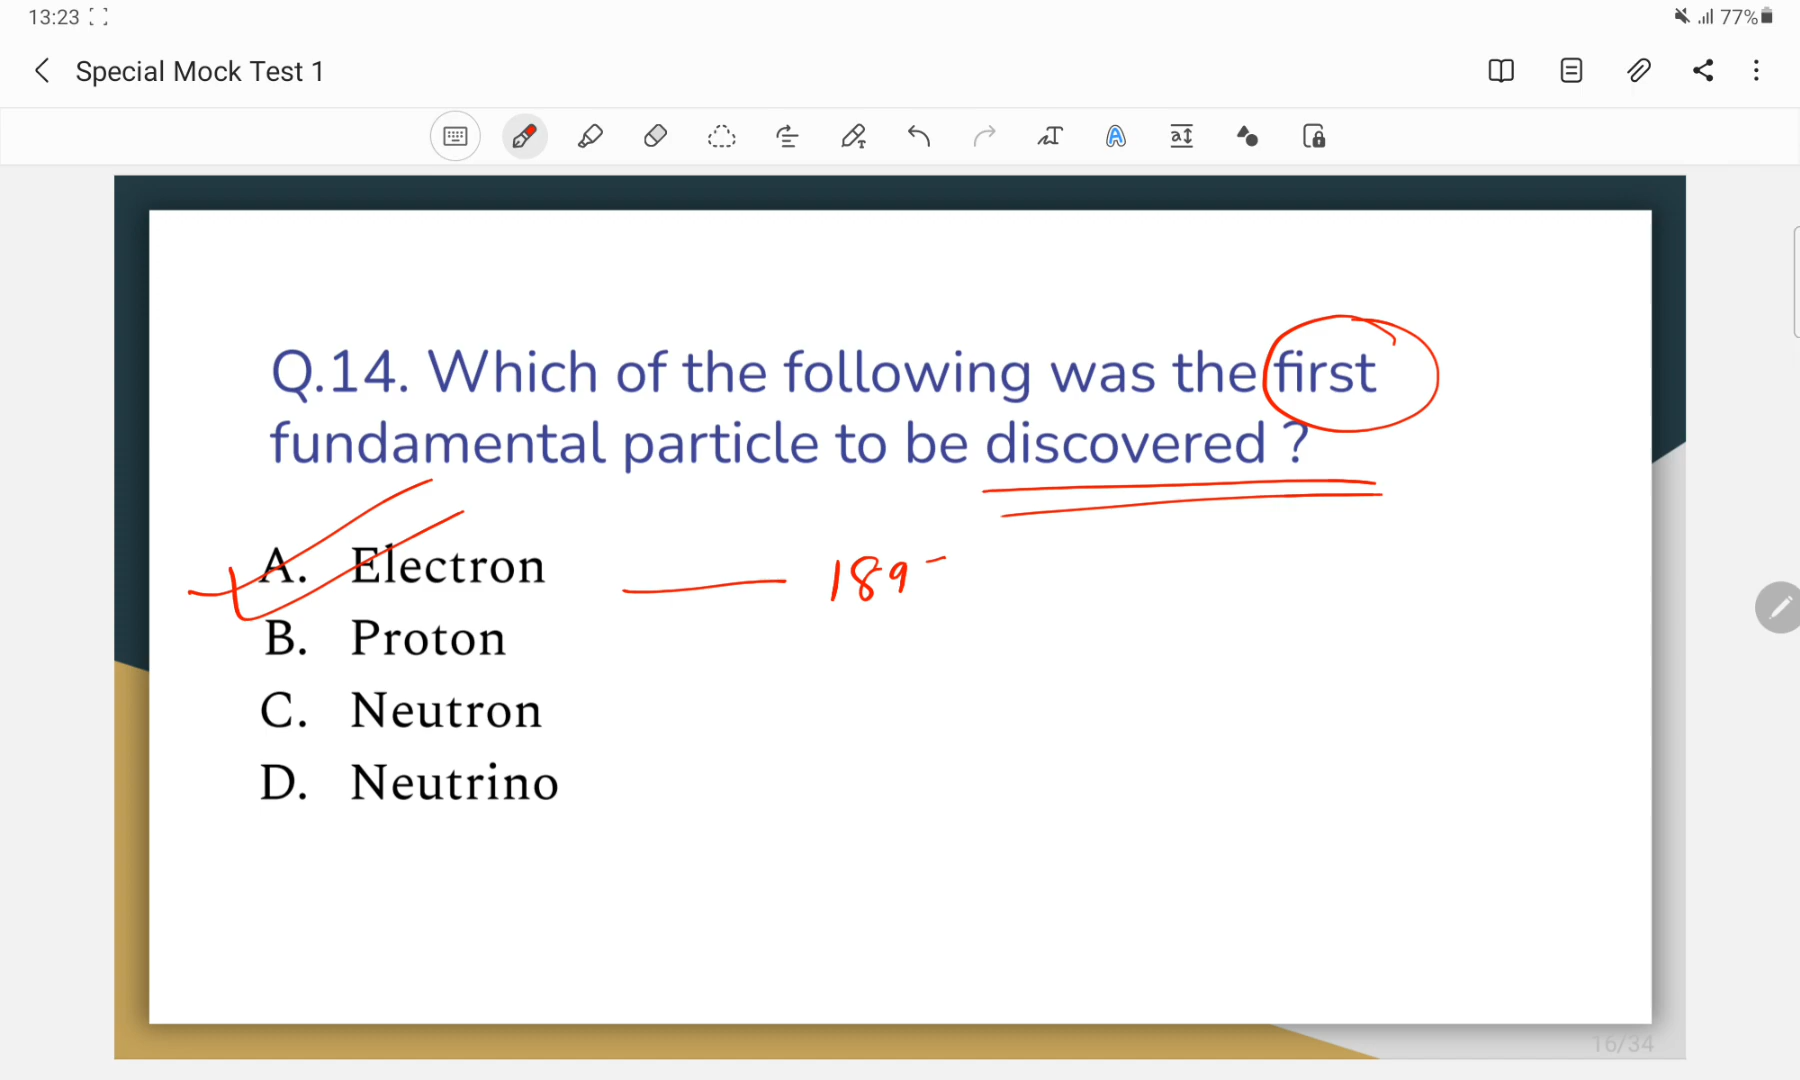 13:23
77%
Special Mock Test 1
Q.14. Which of the following was the first
fundamental particle to be discovered ?
A. Electron
189
B. Proton
C. Neutron
D. Neutrino
16/34